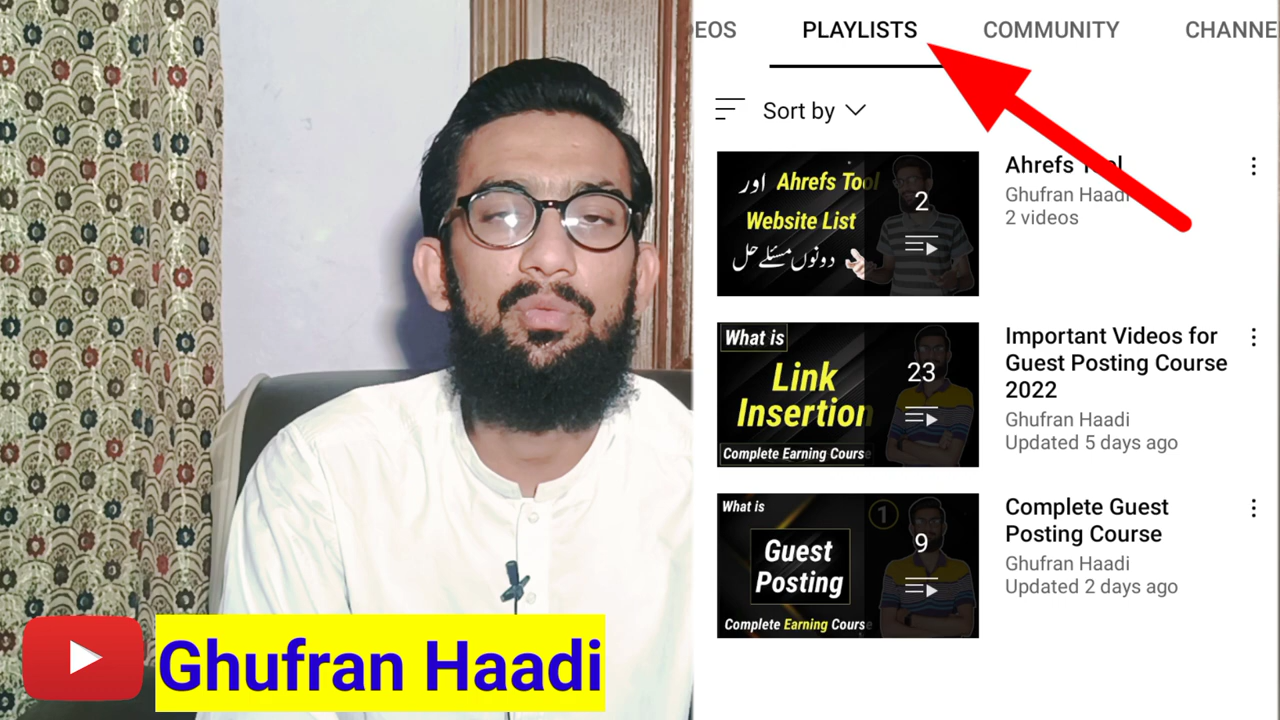 EOS
PLAYLISTS
COMMUNITY
CHANNE
Sort by
اور Ahrefs Tool
Website List
دونوں مسئلے حل
2
Ahrefs Tool
Ghufran Haadi
2 videos
What is
Link
Insertion
Complete Earning Course
23
Important Videos for
Guest Posting Course
2022
Ghufran Haadi
Updated 5 days ago
What is
1
Guest
Posting
Complete Earning Course
9
Complete Guest
Posting Course
Ghufran Haadi
Updated 2 days ago
Ghufran Haadi